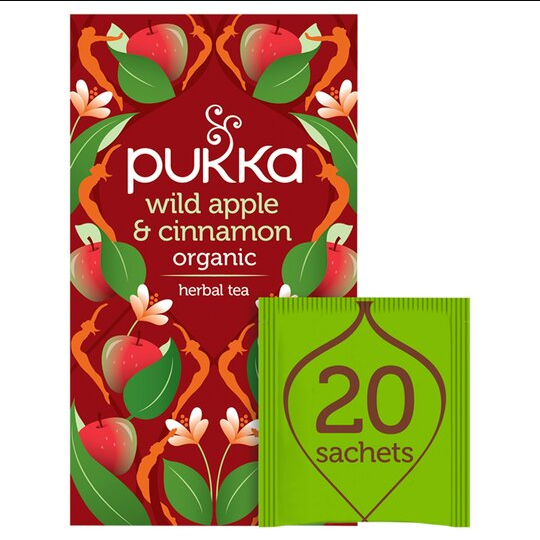 pukka
wild apple
& cinnamon
organic
herbal tea
20
sachets